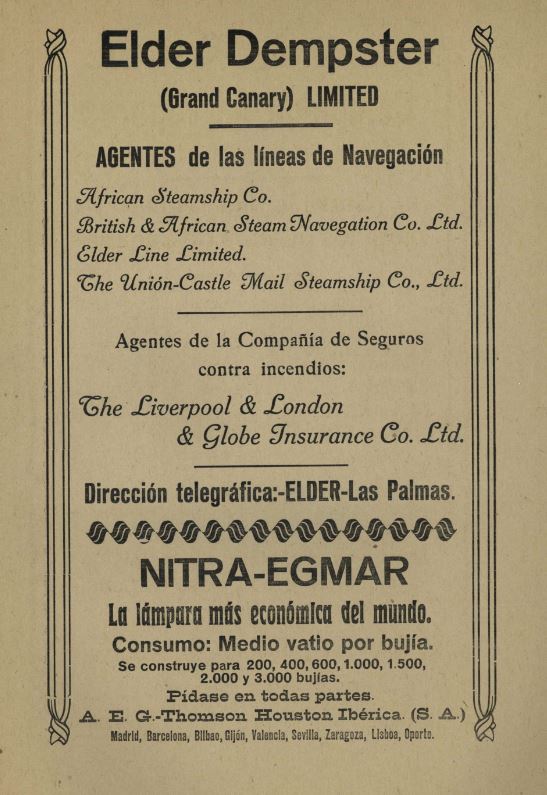 Elder Dempster
(Grand Canary) LIMITED
AGENTES de las líneas de Navegación
African Steamship Co.
British & African Steam Navegation Co. Ltd.
Elder Line Limited.
The Unión-Castle Mail Steamship Co., Ltd.
Agentes de la Compañía de Seguros
contra incendios:
The Liverpool & London
& Globe Insurance Co. Ltd.
Dirección telegráfica:-ELDER-Las Palmas.
NITRA-EGMAR
La lámpara más económica del mundo.
Consumo: Medio vatio por bujía.
Se construye para 200, 400, 600, 1.000, 1.500,
2.000 y 3.000 bujías.
Pídase en todas partes.
A. E. G.-Thomson Houston Ibérica. (S. A.)
Madrid, Barcelona, Bilbao, Gijón, Valencia, Sevilla, Zaragoza, Lisboa, Oporto.